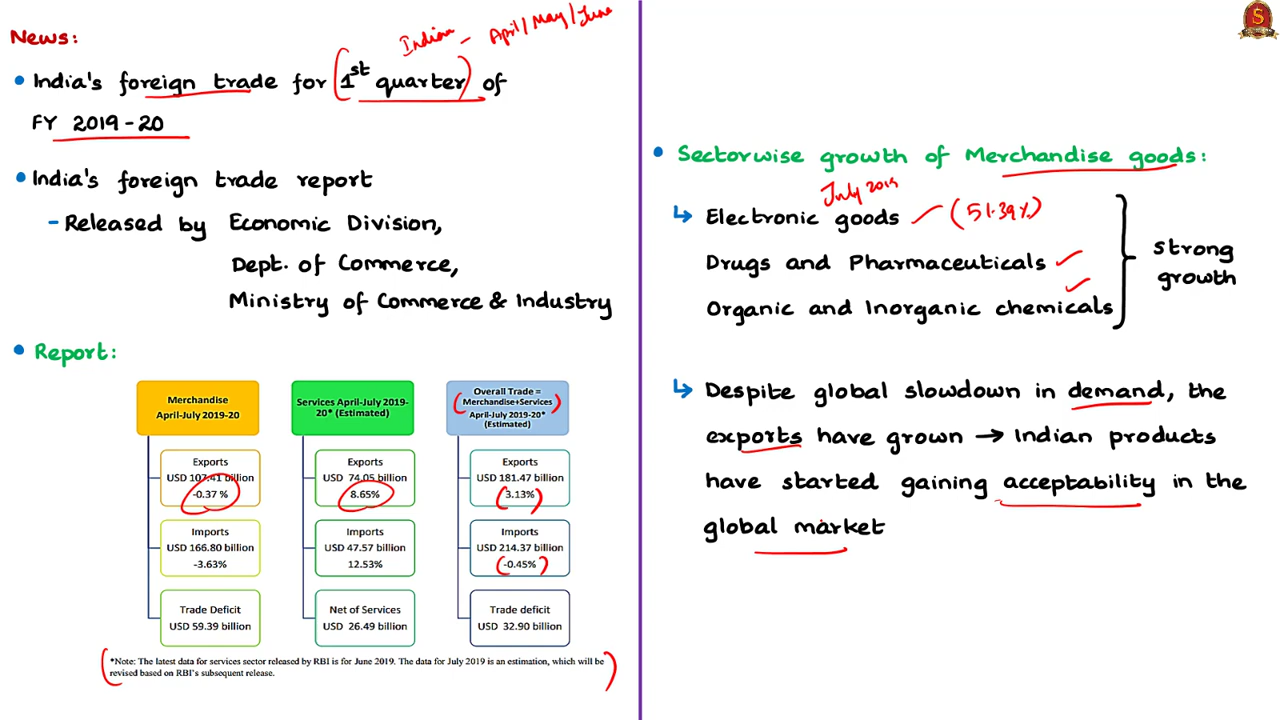 News:
Indian - April/May/June
• India's foreign trade for (1st quarter) of
FY 2019-20
• India's foreign trade report
- Released by Economic Division,
Dept. of Commerce,
Ministry of Commerce & Industry
• Report:
Merchandise
April-July 2019-20
Exports
USD 107.41 billion
-0.37 %
Imports
USD 166.80 billion
-3.63%
Trade Deficit
USD 59.39 billion
Services April-July 2019-
20* (Estimated)
Exports
USD 74.05 billion
8.65%
Imports
USD 47.57 billion
12.53%
Net of Services
USD 26.49 billion
Overall Trade =
(Merchandise+Services)
April-July 2019-20*
(Estimated)
Exports
USD 181.47 billion
(3.13%)
Imports
USD 214.37 billion
(-0.45%)
Trade deficit
USD 32.90 billion
(*Note: The latest data for services sector released by RBI is for June 2019. The data for July 2019 is an estimation, which will be
revised based on RBI's subsequent release.)
• Sectorwise growth of Merchandise goods:
July 2019
↳ Electronic goods ✓ (51.39%)
Drugs and Pharmaceuticals ✓
Organic and Inorganic chemicals ✓
} strong
growth
↳ Despite global slowdown in demand, the
exports have grown → Indian products
have started gaining acceptability in the
global market
S